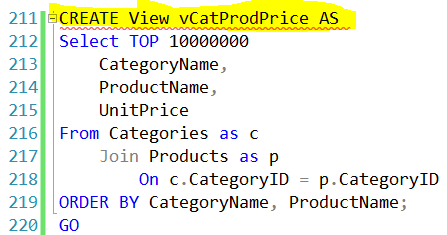 211 CREATE View vCatProdPrice AS
212 Select TOP 10000000
213 CategoryName,
214 ProductName,
215 UnitPrice
216 From Categories as c
217 Join Products as p
218 On c.CategoryID = p.CategoryID
219 ORDER BY CategoryName, ProductName;
220 GO